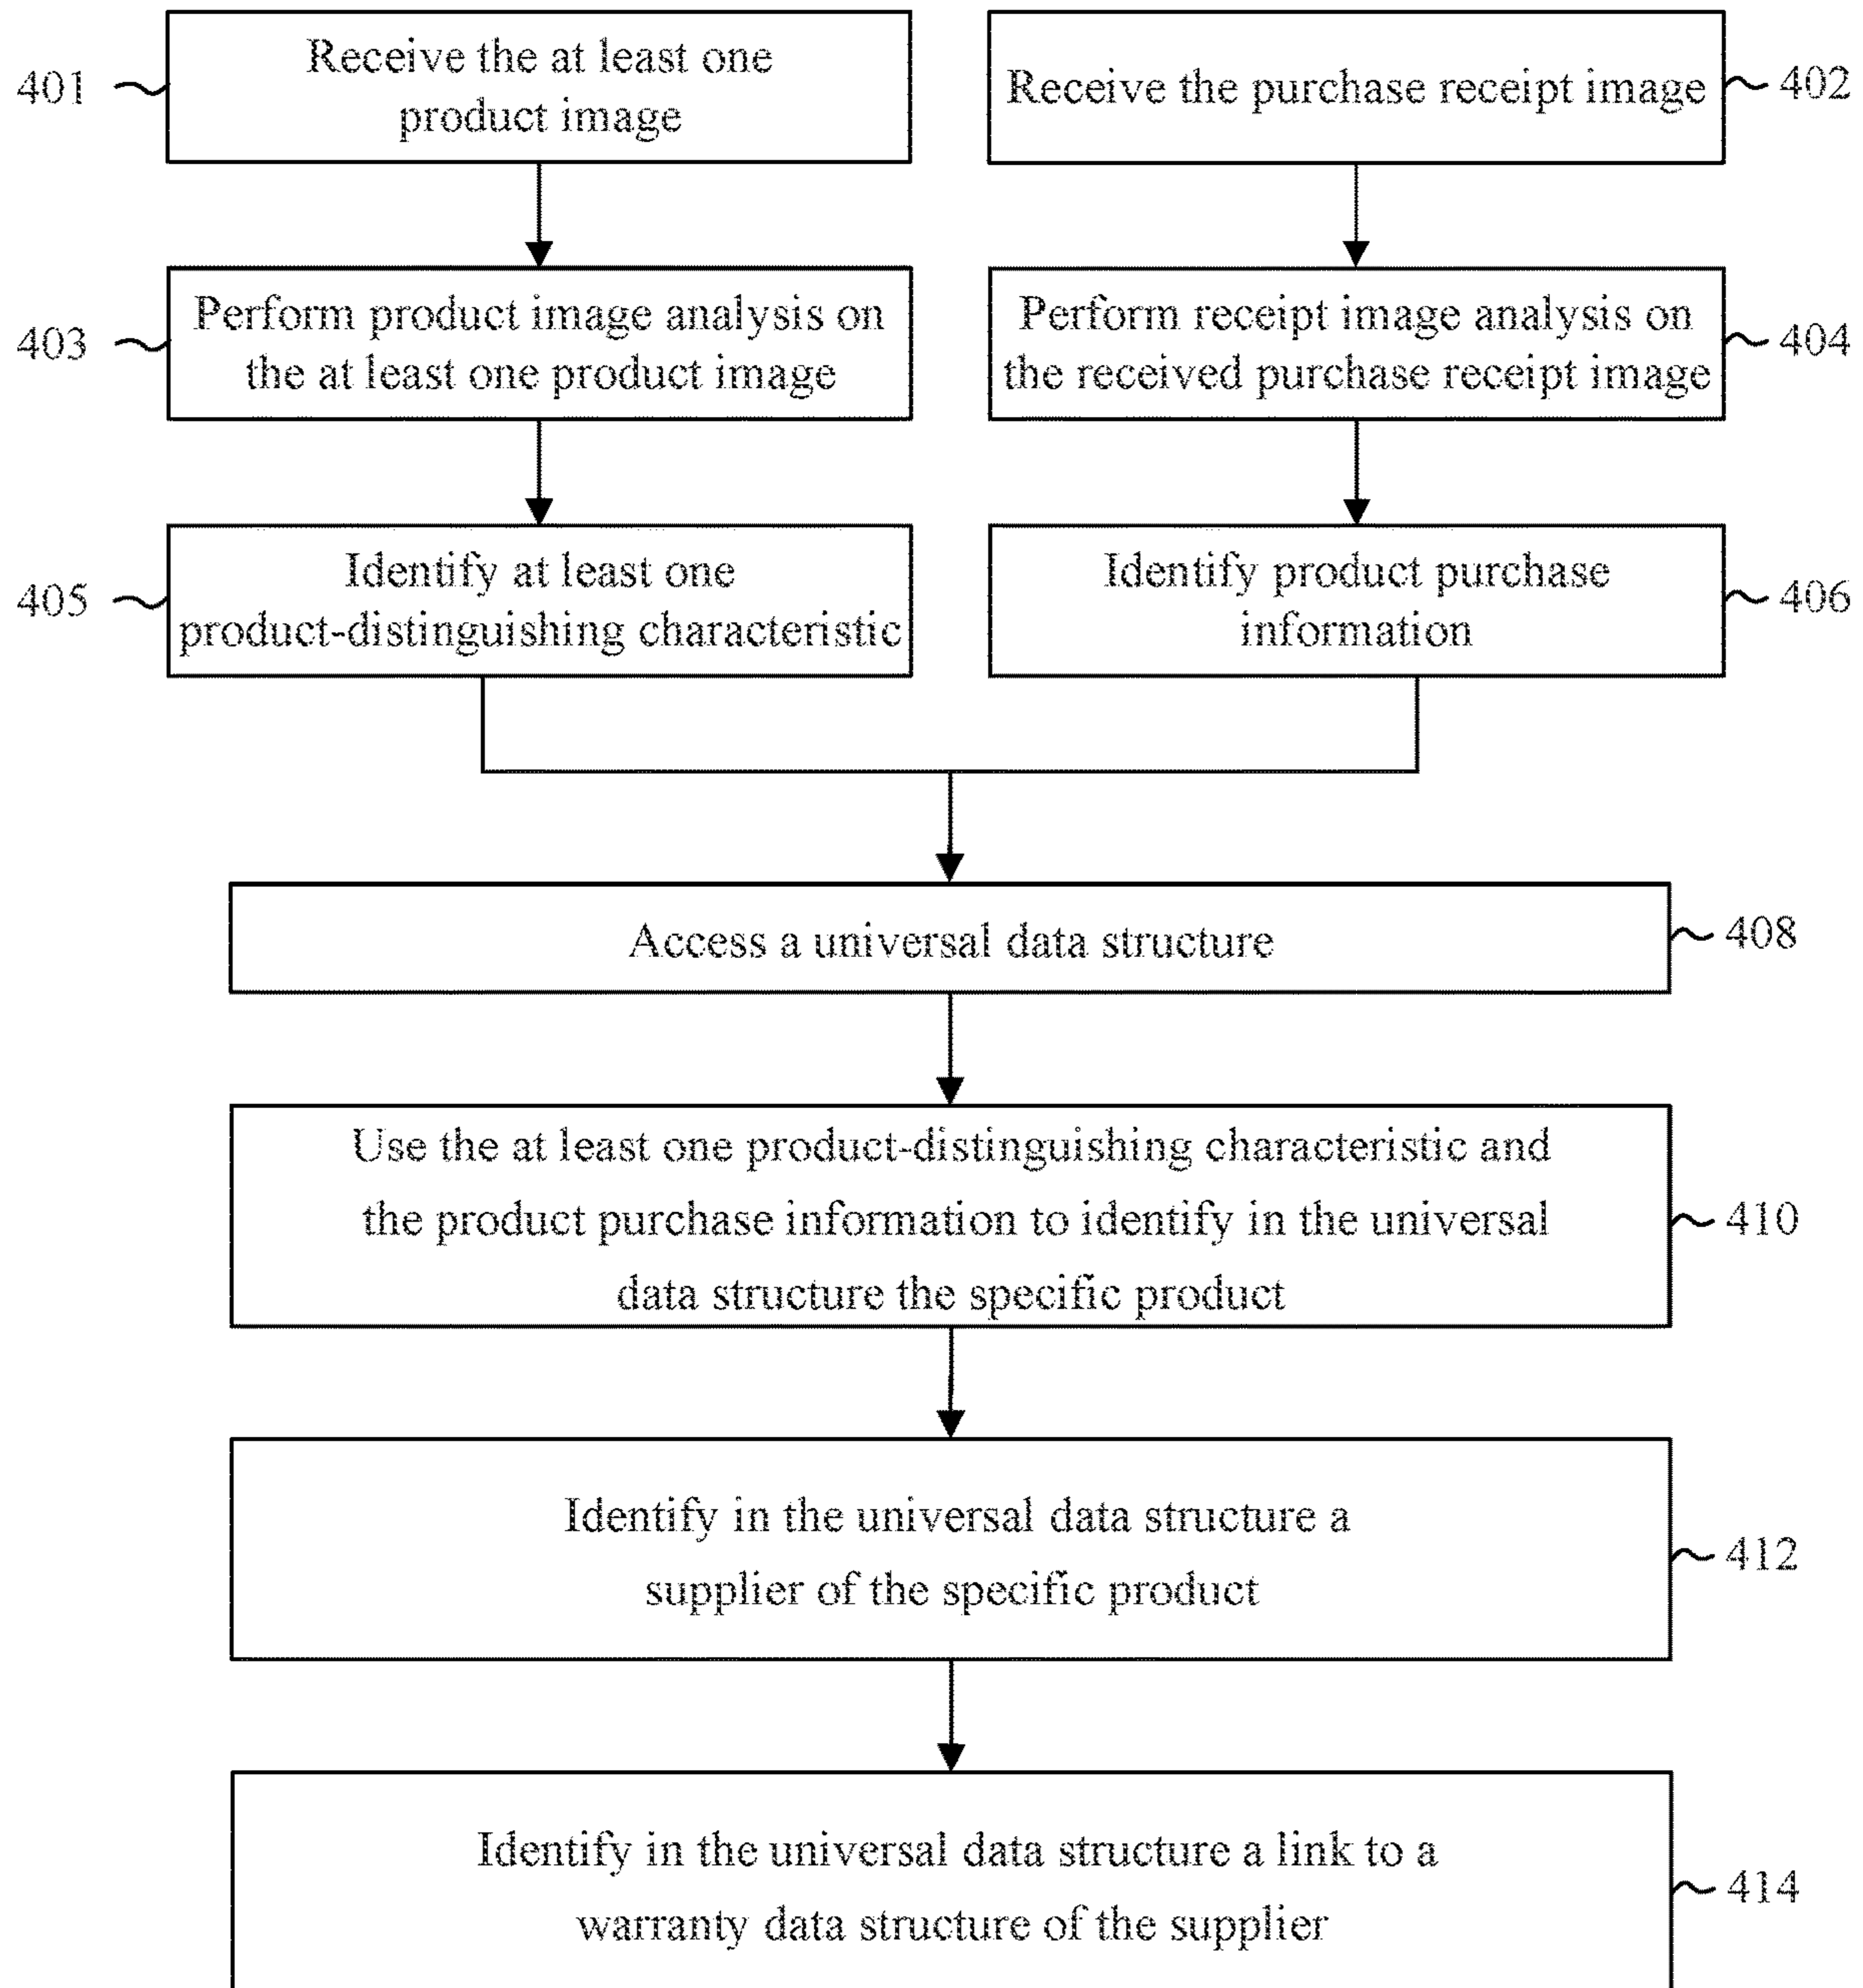 401
Receive the at least one
product image
Receive the purchase receipt image
402
403
Perform product image analysis on
the at least one product image
Perform receipt image analysis on
the received purchase receipt image
404
405
Identify at least one
product-distinguishing characteristic
Identify product purchase
information
406
Access a universal data structure
408
Use the at least one product-distinguishing characteristic and
the product purchase information to identify in the universal
data structure the specific product
410
Identify in the universal data structure a
supplier of the specific product
412
Identify in the universal data structure a link to a
warranty data structure of the supplier
414